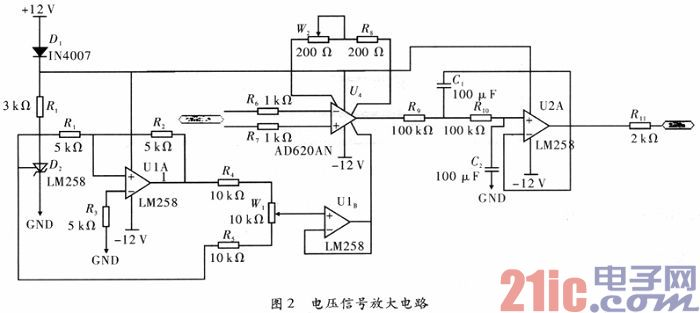 +12 V
D₁
IN4007
3 kΩ R₁
R₁
5 kΩ
R₂
5 kΩ
D₂
LM258
GND
U1A
1
LM258
R₃
5 kΩ
GND
−12 V
R₄
10 kΩ
W₁
10 kΩ
R₅
10 kΩ
U1B
LM258
W₂
200 Ω
R₈
200 Ω
U₄
R₆ 1 kΩ
R₇ 1 kΩ
AD620AN
−12 V
R₉
100 kΩ
R₁₀
100 kΩ
C₁
100 μF
C₂
100 μF
GND
U2A
LM258
−12 V
R₁₁
2 kΩ
图 2 电压信号放大电路
21ic.com 电子网